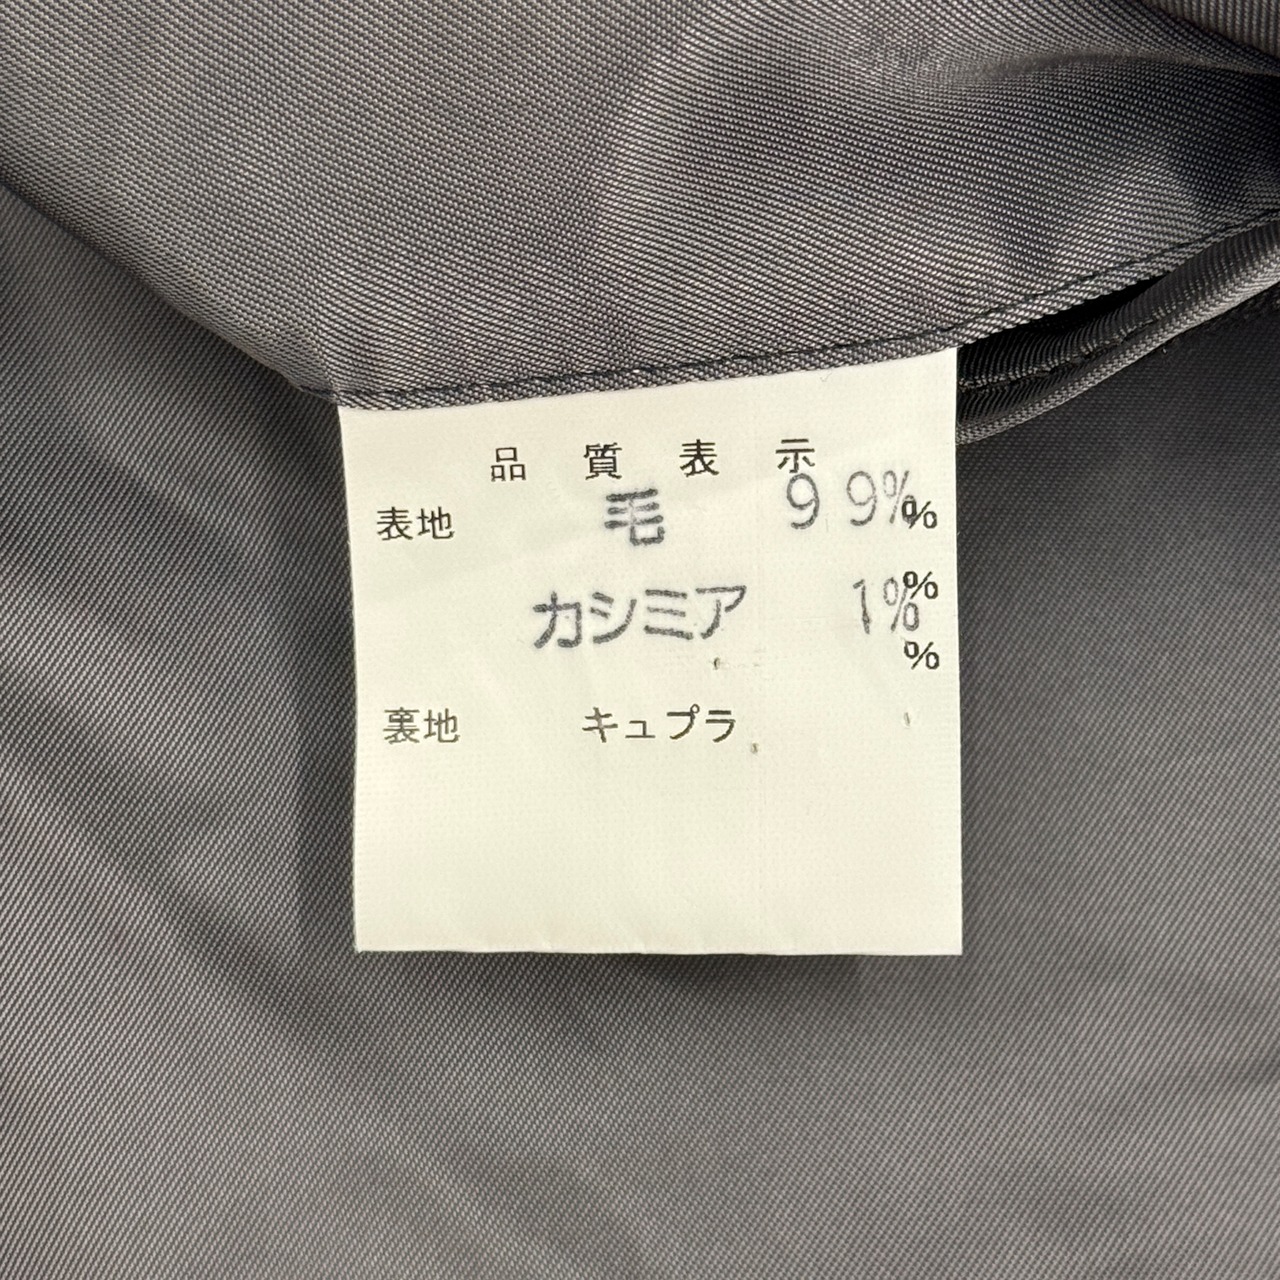 品質表示
表地 毛 99%%
カシミア 1%%
%
裏地 キュプラ